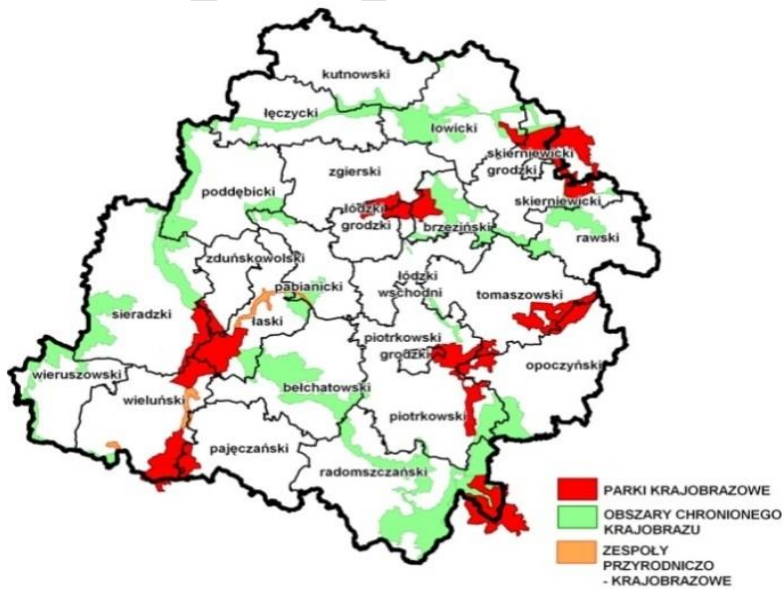 kutnowski
łęczycki
łowicki
skierniewicki
grodzki
zgierski
poddębicki
skierniewicki
łódzki
grodzki
brzeziński
rawski
zduńskowolski
łódzki
wschodni
pabianicki
tomaszowski
sieradzki
łaski
piotrkowski
grodzki
opoczyński
wieruszowski
bełchatowski
wieluński
piotrkowski
pajęczański
radomszczański
PARKI KRAJOBRAZOWE
OBSZARY CHRONIONEGO
KRAJOBRAZU
ZESPOŁY
PRZYRODNICZO
- KRAJOBRAZOWE